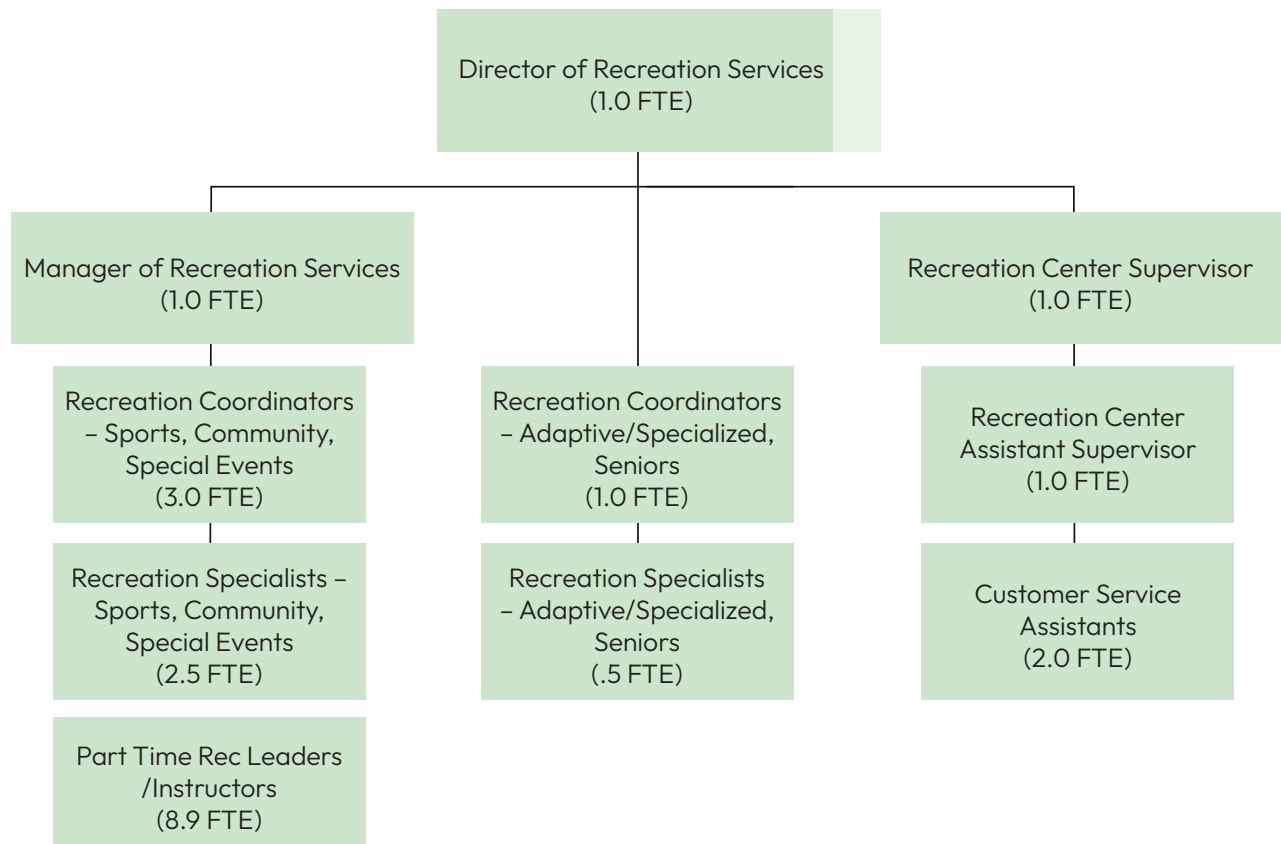 Director of Recreation Services
(1.0 FTE)
Manager of Recreation Services
(1.0 FTE)
Recreation Center Supervisor
(1.0 FTE)
Recreation Coordinators
– Sports, Community,
Special Events
(3.0 FTE)
Recreation Coordinators
– Adaptive/Specialized,
Seniors
(1.0 FTE)
Recreation Center
Assistant Supervisor
(1.0 FTE)
Recreation Specialists –
Sports, Community,
Special Events
(2.5 FTE)
Recreation Specialists
– Adaptive/Specialized,
Seniors
(.5 FTE)
Customer Service
Assistants
(2.0 FTE)
Part Time Rec Leaders
/Instructors
(8.9 FTE)